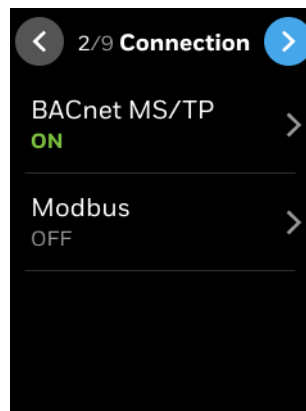 2/9 Connection
BACnet MS/TP
ON
Modbus
OFF